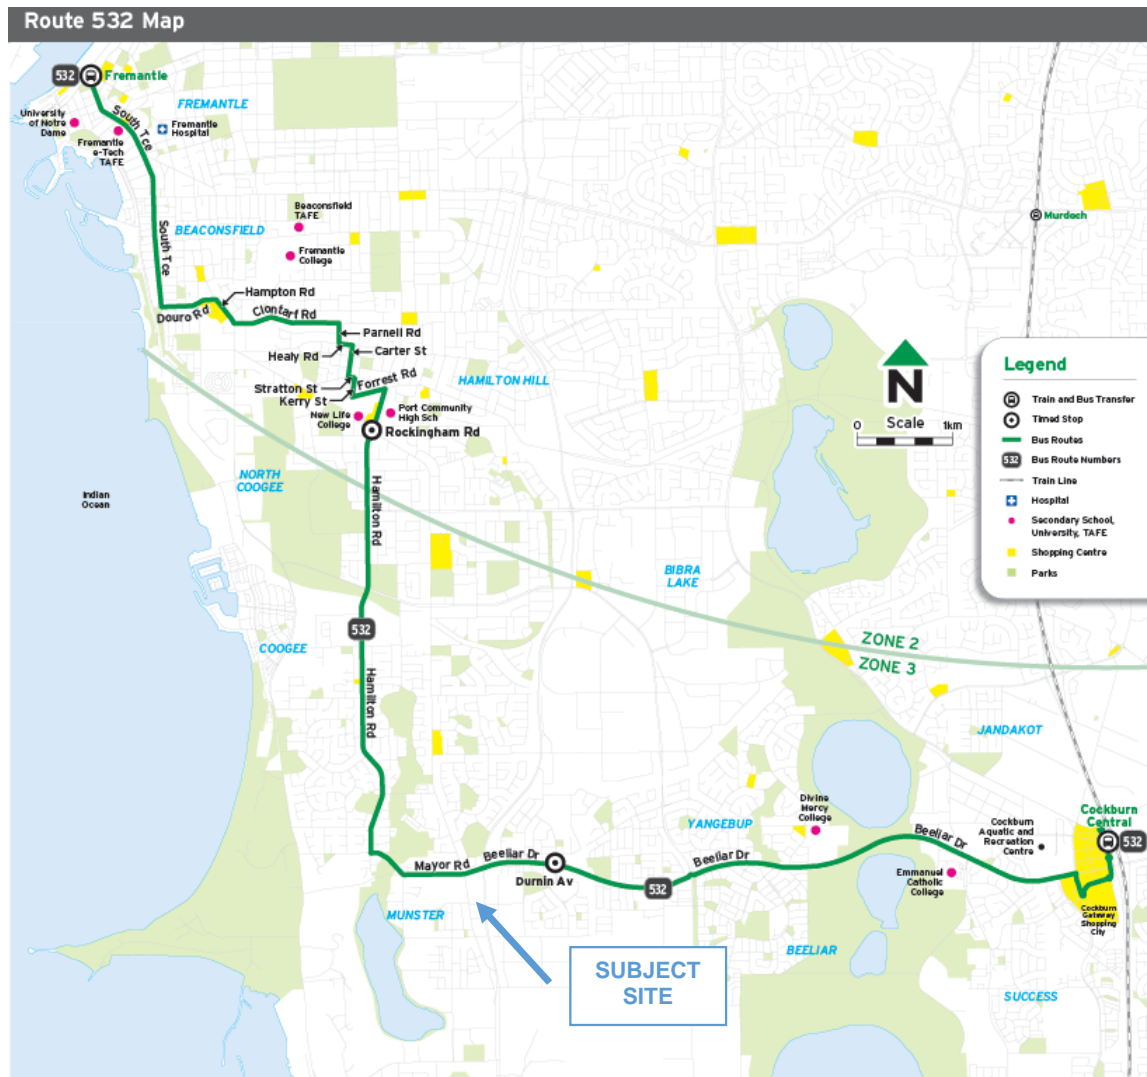 Route 532 Map
532
Fremantle
FREMANTLE
University
of Notre
Dame
South Tce
Fremantle
e-Tech
TAFE
Fremantle
Hospital
Beaconsfield
TAFE
BEACONSFIELD
Fremantle
College
South Tce
Murdoch
Hampton Rd
Douro Rd
Clontarf Rd
Parnell Rd
Healy Rd
Carter St
Stratton St
Forrest Rd
Kerry St
HAMILTON HILL
New Life
College
Port Community
High Sch
Rockingham Rd
N
Scale
0
1km
Legend
Train and Bus Transfer
Timed Stop
Bus Routes
532
Bus Route Numbers
Train Line
Hospital
Secondary School,
University, TAFE
Shopping Centre
Parks
NORTH
COOGEE
Indian
Ocean
Hamilton Rd
BIBRA
LAKE
532
COOGEE
ZONE 2
ZONE 3
Hamilton Rd
JANDAKOT
Divine
Mercy
College
YANGEBUP
Cockburn
Central
532
Cockburn
Aquatic and
Recreation
Centre
Beeliar Dr
Mayor Rd
Beeliar Dr
Beeliar Dr
Durnin Av
532
Emmanuel
Catholic
College
Cockburn
Gateway
Shopping
City
MUNSTER
BEELIAR
SUBJECT
SITE
SUCCESS